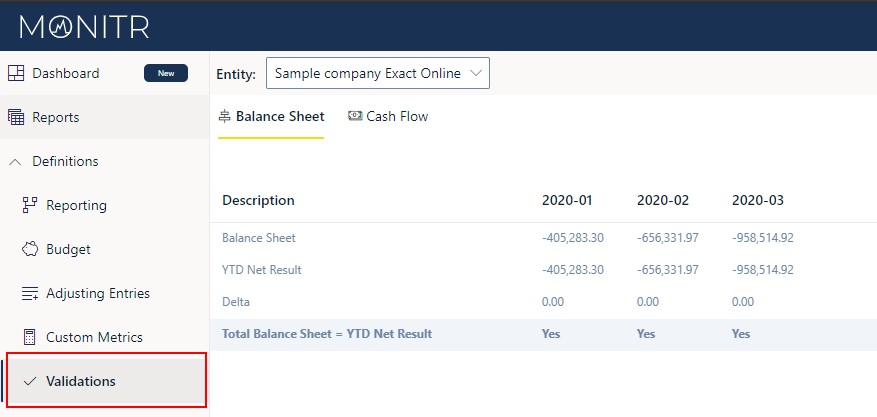 MONITR
Dashboard New
Entity: Sample company Exact Online
Reports
Balance Sheet Cash Flow
Definitions
Reporting
Budget
Adjusting Entries
Custom Metrics
Validations
Description 2020-01 2020-02 2020-03
Balance Sheet -405,283.30 -656,331.97 -958,514.92
YTD Net Result -405,283.30 -656,331.97 -958,514.92
Delta 0.00 0.00 0.00
Total Balance Sheet = YTD Net Result Yes Yes Yes